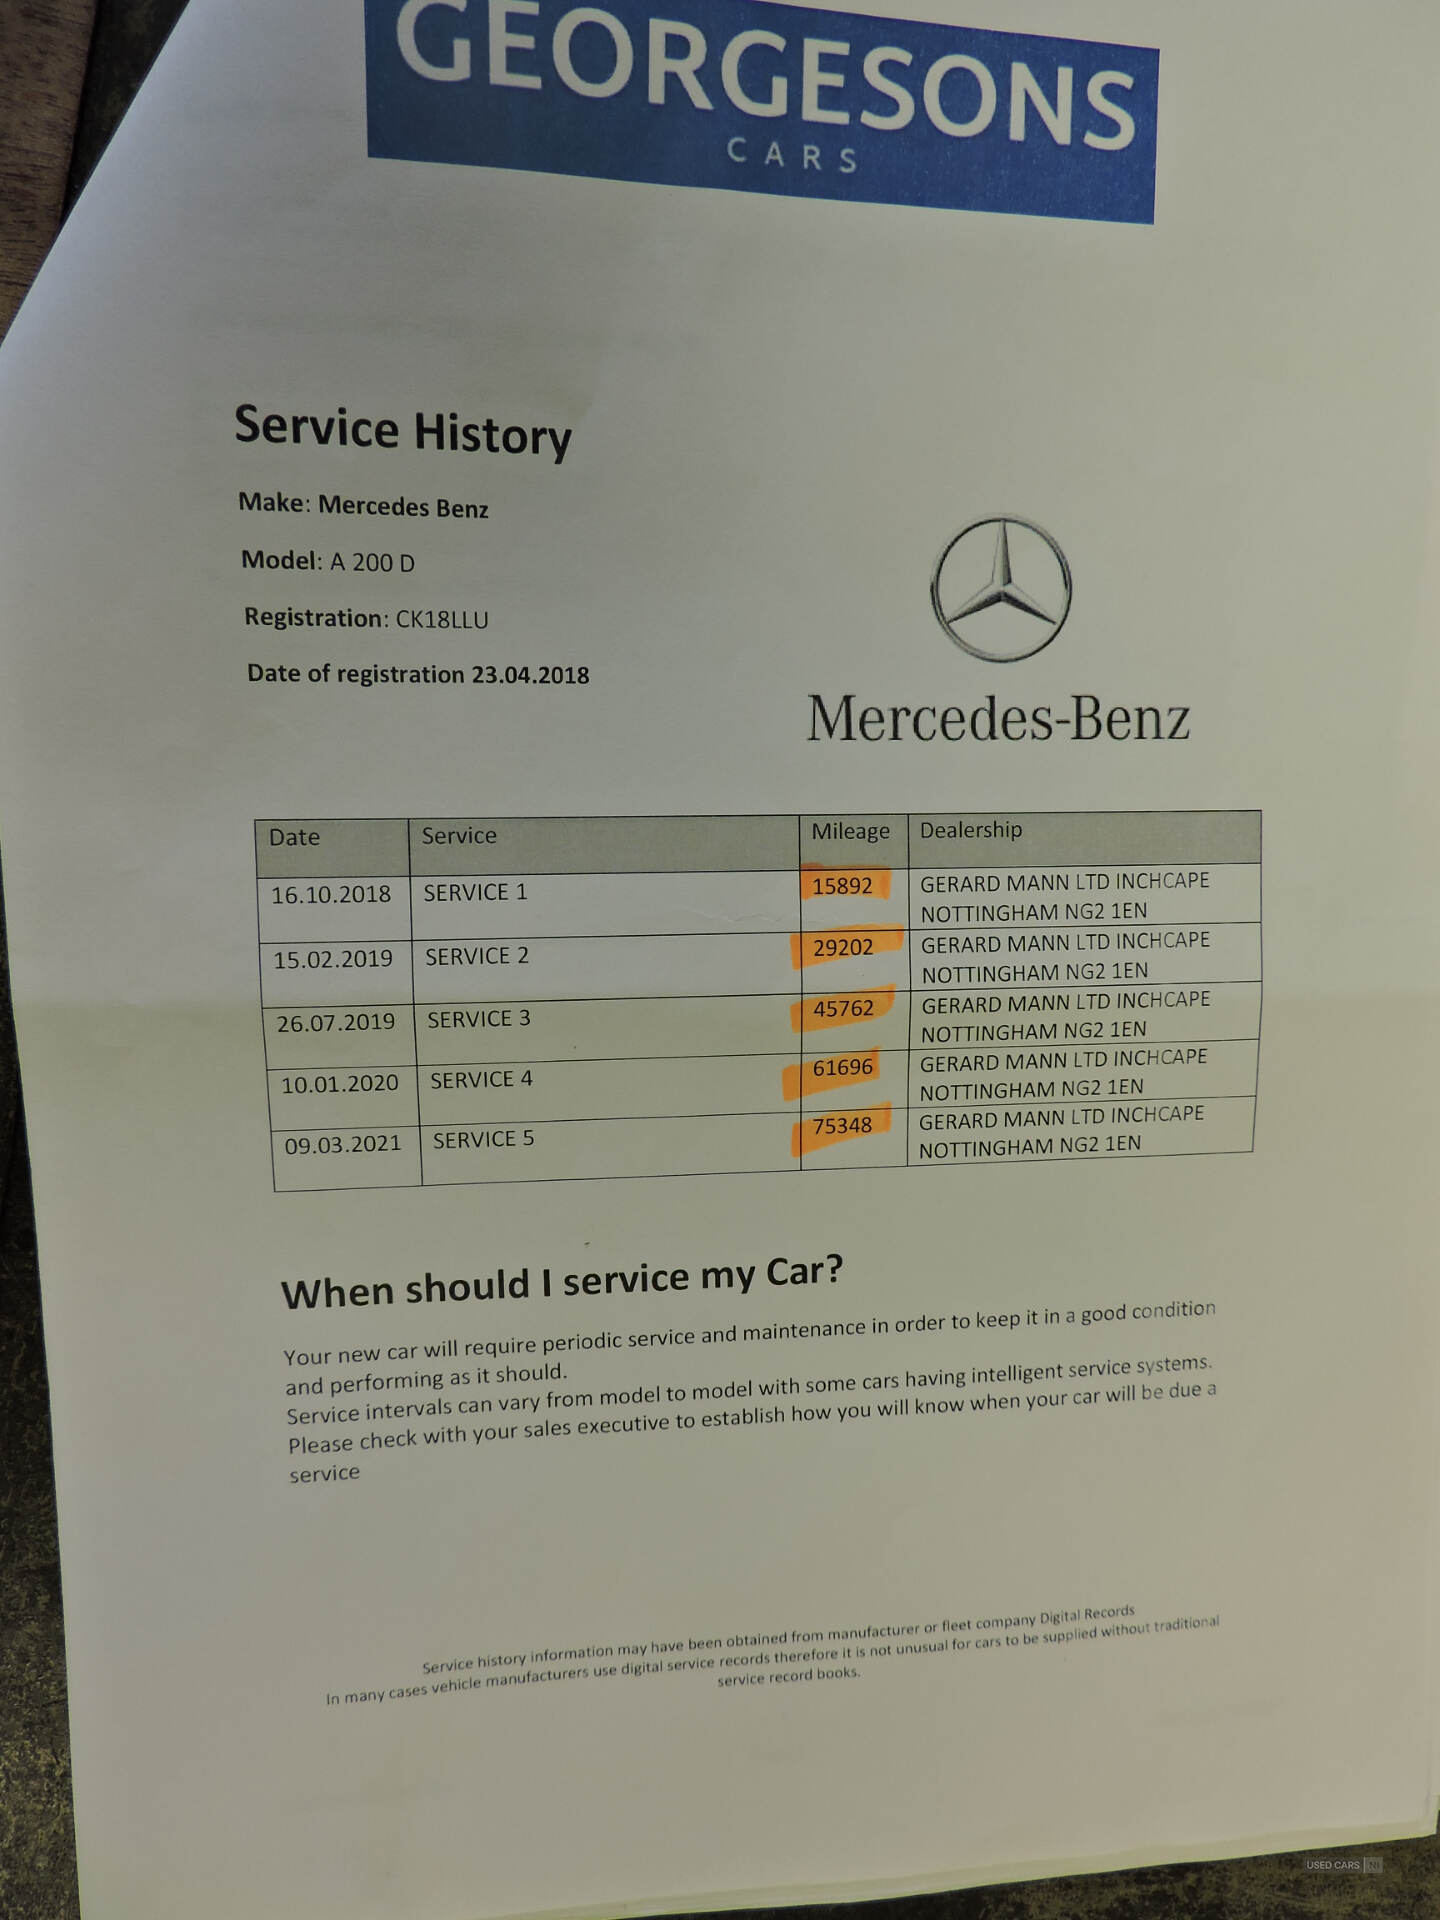 GEORGESONS
CARS
Service History
Make: Mercedes Benz
Model: A 200 D
Registration: CK18LLU
Date of registration 23.04.2018
Mercedes-Benz
Date Service Mileage Dealership
16.10.2018 SERVICE 1 15892 GERARD MANN LTD INCHCAPE
NOTTINGHAM NG2 1EN
15.02.2019 SERVICE 2 29202 GERARD MANN LTD INCHCAPE
NOTTINGHAM NG2 1EN
26.07.2019 SERVICE 3 45762 GERARD MANN LTD INCHCAPE
NOTTINGHAM NG2 1EN
10.01.2020 SERVICE 4 61696 GERARD MANN LTD INCHCAPE
NOTTINGHAM NG2 1EN
09.03.2021 SERVICE 5 75348 GERARD MANN LTD INCHCAPE
NOTTINGHAM NG2 1EN
When should I service my Car?
Your new car will require periodic service and maintenance in order to keep it in a good condition
and performing as it should.
Service intervals can vary from model to model with some cars having intelligent service systems.
Please check with your sales executive to establish how you will know when your car will be due a
service
Service history information may have been obtained from manufacturer or fleet company Digital Records
In many cases vehicle manufacturers use digital service records therefore it is not unusual for cars to be supplied without traditional
service record books.
USED CARS NI